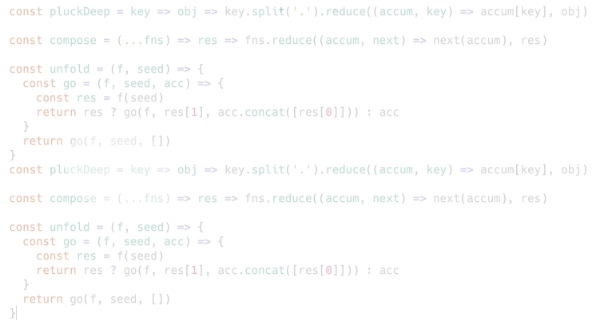 const pluckDeep = key => obj => key.split('.').reduce((accum, key) => accum[key], obj)
const compose = (...fns) => res => fns.reduce((accum, next) => next(accum), res)
const unfold = (f, seed) => {
const go = (f, seed, acc) => {
const res = f(seed)
return res ? go(f, res[1], acc.concat([res[0]])) : acc
}
return go(f, seed, [])
}
const pluckDeep = key => obj => key.split('.').reduce((accum, key) => accum[key], obj)
const compose = (...fns) => res => fns.reduce((accum, next) => next(accum), res)
const unfold = (f, seed) => {
const go = (f, seed, acc) => {
const res = f(seed)
return res ? go(f, res[1], acc.concat([res[0]])) : acc
}
return go(f, seed, [])
}